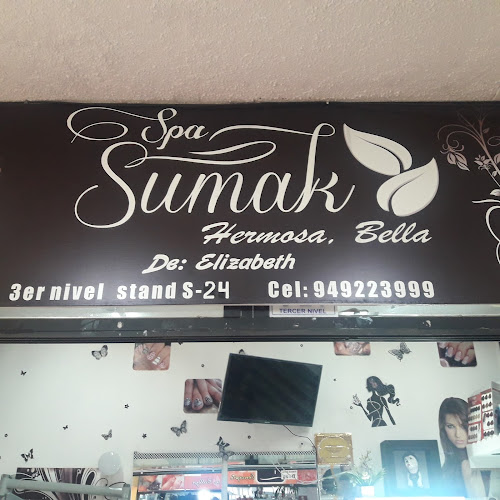 Spa
Sumak
Hermosa, Bella
De: Elizabeth
3er nivel stand S-24 Cel: 949223999
TERCER NIVEL